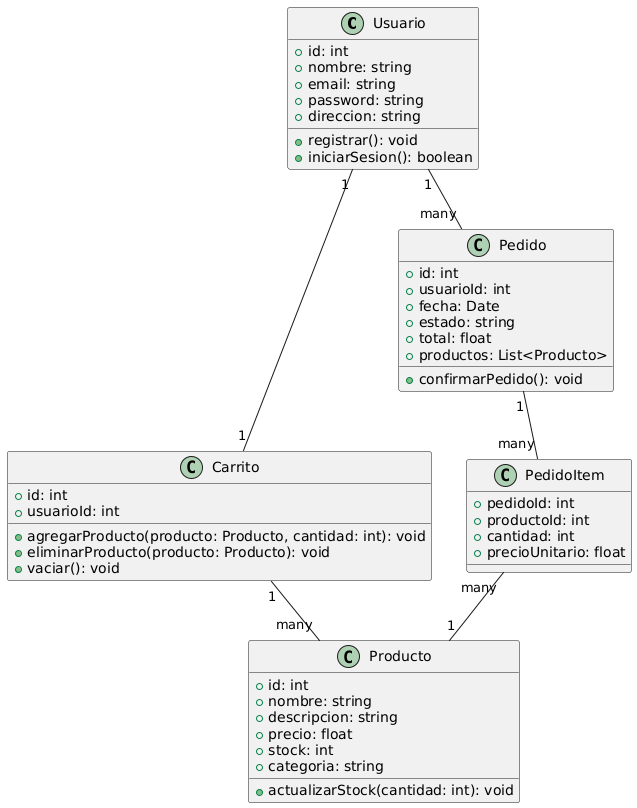 C Usuario
id: int
nombre: string
email: string
password: string
direccion: string
registrar(): void
iniciarSesion(): boolean
1
1
many
C Pedido
id: int
usuarioId: int
fecha: Date
estado: string
total: float
productos: List<Producto>
confirmarPedido(): void
1
many
1
C Carrito
id: int
usuarioId: int
agregarProducto(producto: Producto, cantidad: int): void
eliminarProducto(producto: Producto): void
vaciar(): void
C PedidoItem
pedidoId: int
productoId: int
cantidad: int
precioUnitario: float
1
many
many
1
C Producto
id: int
nombre: string
descripcion: string
precio: float
stock: int
categoria: string
actualizarStock(cantidad: int): void